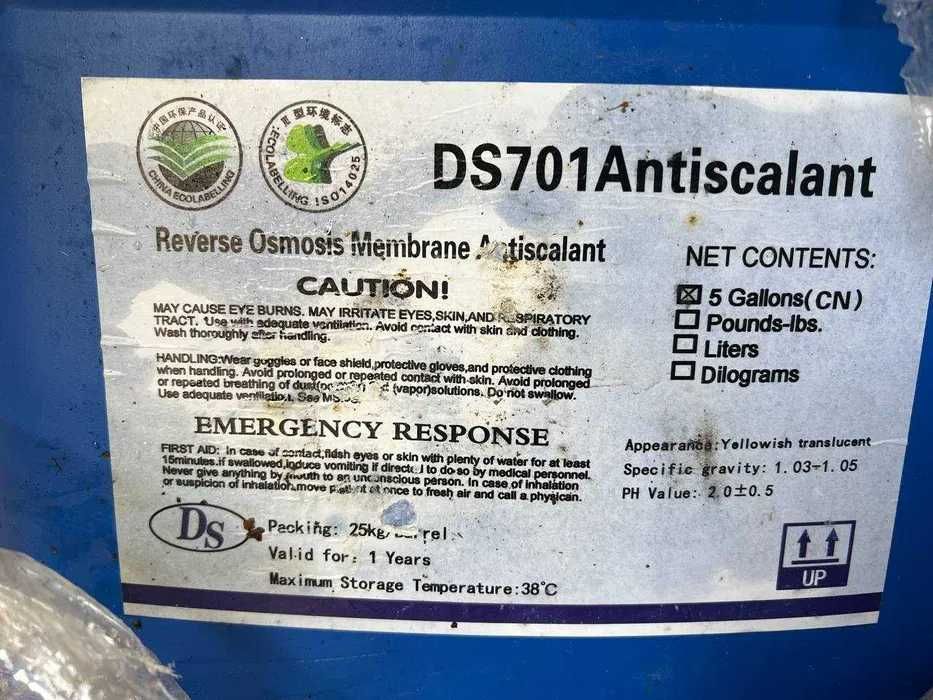 中国环保产品认证
CHINA ECOLABELLING
Ⅲ型环境标志
ECOLABELLING ISO14025
DS701Antiscalant
Reverse Osmosis Membrane Antiscalant
CAUTION!
MAY CAUSE EYE BURNS. MAY IRRITATE EYES,SKIN,AND RESPIRATORY
TRACT. Use with adequate ventilation. Avoid contact with skin and clothing.
Wash thoroughly after handling.
HANDLING:Wear goggles or face shield,protective gloves,and protective clothing
when handling. Avoid prolonged or repeated contact with skin. Avoid prolonged
or repeated breathing of (vapor)solutions. Do not swallow.
Use adequate ventilation. See
EMERGENCY RESPONSE
FIRST AID: In case of contact,flush eyes or skin with plenty of water for at least
15minutes.if swallowed,induce vomiting if directed to do so by medical personnel.
Never give anything by mouth to an unconscious person. In case of inhalation
or suspicion of inhalation,move patient at once to fresh air and call a physican.
DS
Packing: 25kg/barrel
Valid for: 1 Years
Maximum Storage Temperature:38℃
NET CONTENTS:
☒ 5 Gallons(CN)
☐ Pounds-lbs.
☐ Liters
☐ Dilograms
Appearance:Yellowish translucent
Specific gravity: 1.03-1.05
PH Value: 2.0±0.5
UP